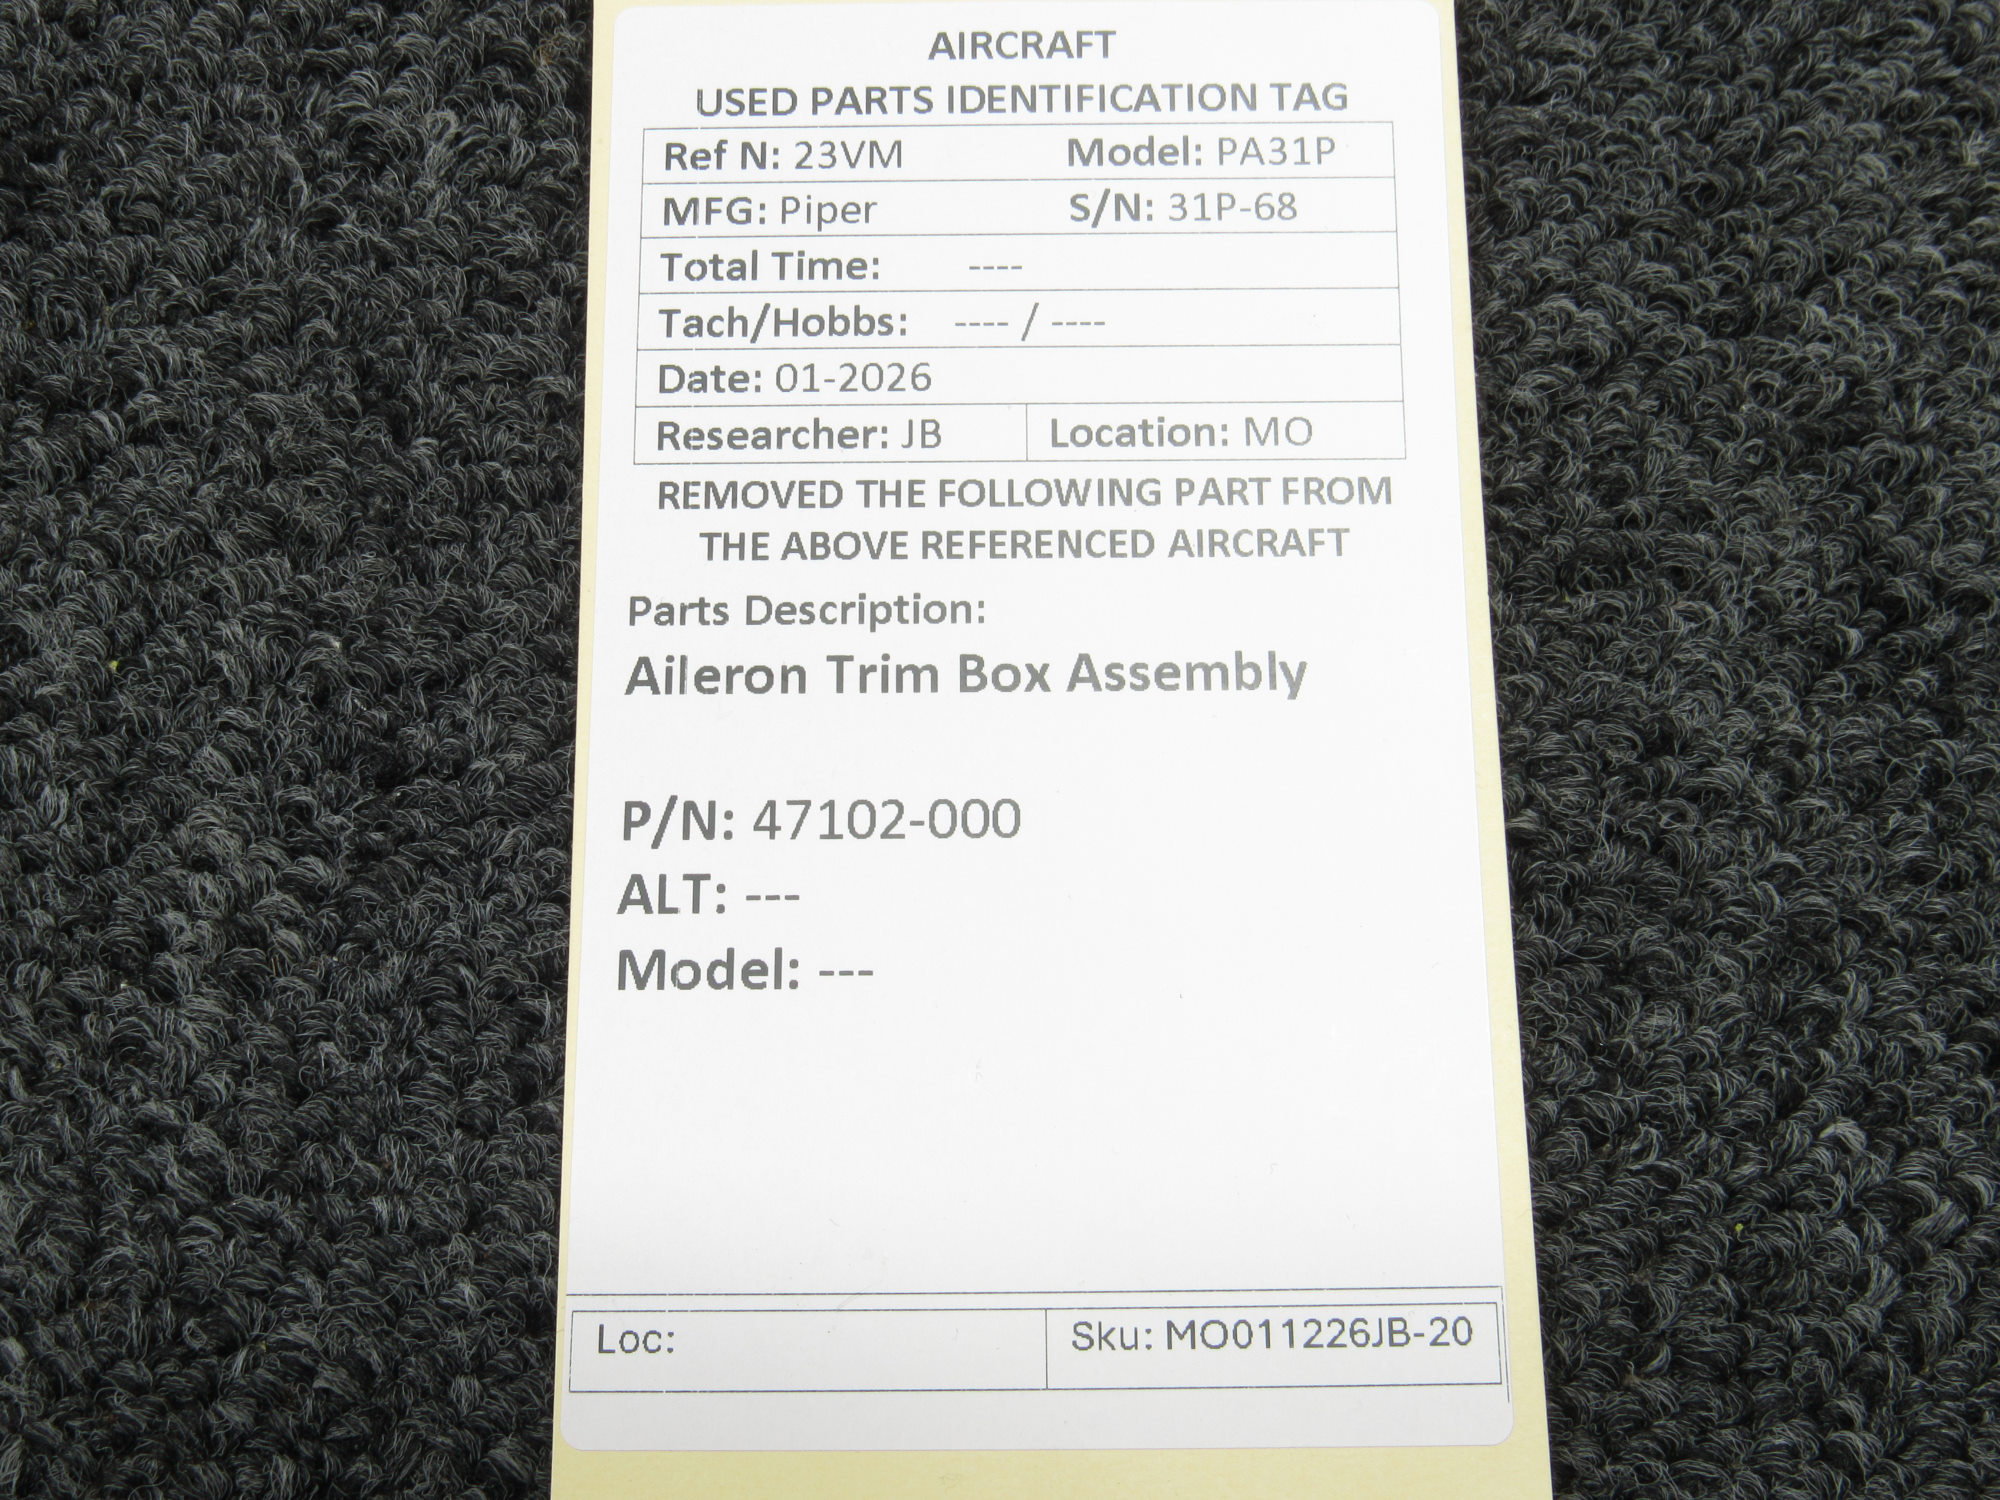 AIRCRAFT
USED PARTS IDENTIFICATION TAG
Ref N: 23VM Model: PA31P
MFG: Piper S/N: 31P-68
Total Time: ----
Tach/Hobbs: ---- / ----
Date: 01-2026
Researcher: JB Location: MO
REMOVED THE FOLLOWING PART FROM
THE ABOVE REFERENCED AIRCRAFT
Parts Description:
Aileron Trim Box Assembly
P/N: 47102-000
ALT: ---
Model: ---
Loc: Sku: MO011226JB-20